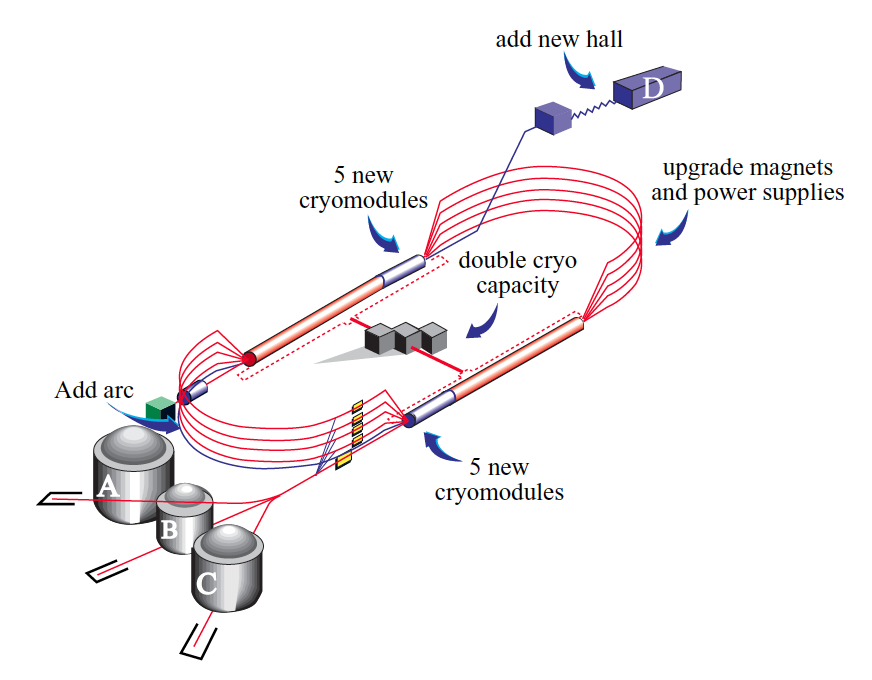 add new hall
D
5 new
cryomodules
upgrade magnets
and power supplies
double cryo
capacity
Add arc
A
B
C
5 new
cryomodules